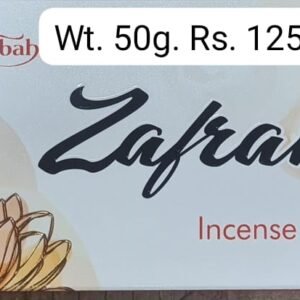 bah
Wt. 50g. Rs. 125
Zafra
Incense